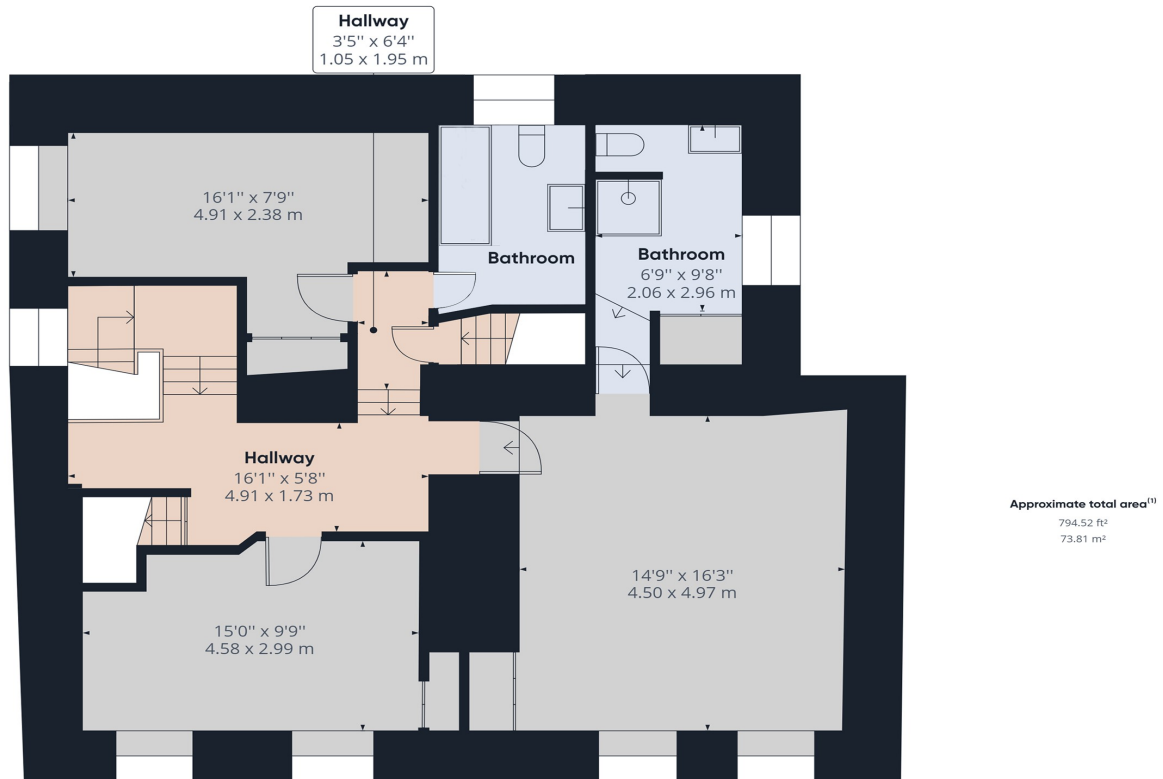 Hallway
3'5'' x 6'4''
1.05 x 1.95 m
16'1'' x 7'9''
4.91 x 2.38 m
Bathroom
Bathroom
6'9'' x 9'8''
2.06 x 2.96 m
Hallway
16'1'' x 5'8''
4.91 x 1.73 m
14'9'' x 16'3''
4.50 x 4.97 m
15'0'' x 9'9''
4.58 x 2.99 m
Approximate total area(1)
794.52 ft²
73.81 m²